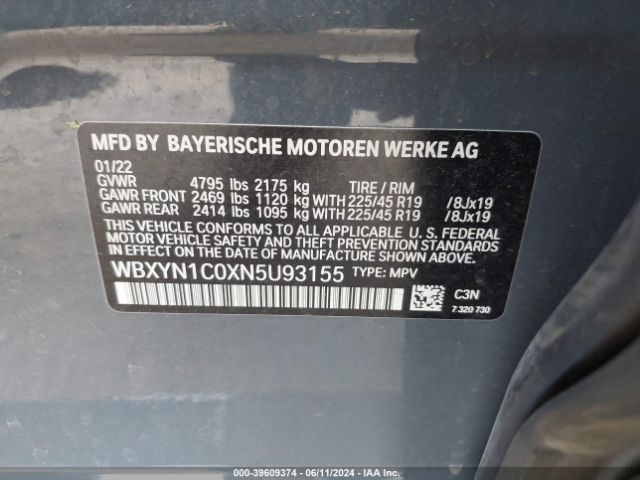 MFD BY BAYERISCHE MOTOREN WERKE AG
01/22
GVWR 4795 lbs 2175 kg TIRE / RIM
GAWR FRONT 2469 lbs 1120 kg WITH 225/45 R19 /8Jx19
GAWR REAR 2414 lbs 1095 kg WITH 225/45 R19 /8Jx19
THIS VEHICLE CONFORMS TO ALL APPLICABLE U. S. FEDERAL
MOTOR VEHICLE SAFETY, AND THEFT PREVENTION STANDARDS
IN EFFECT ON THE DATE OF MANUFACTURE SHOWN ABOVE.
WBXYN1C0XN5U93155 TYPE: MPV
C3N
7 320 730
000-39609374 / 06/11/2024 / IAA Inc.